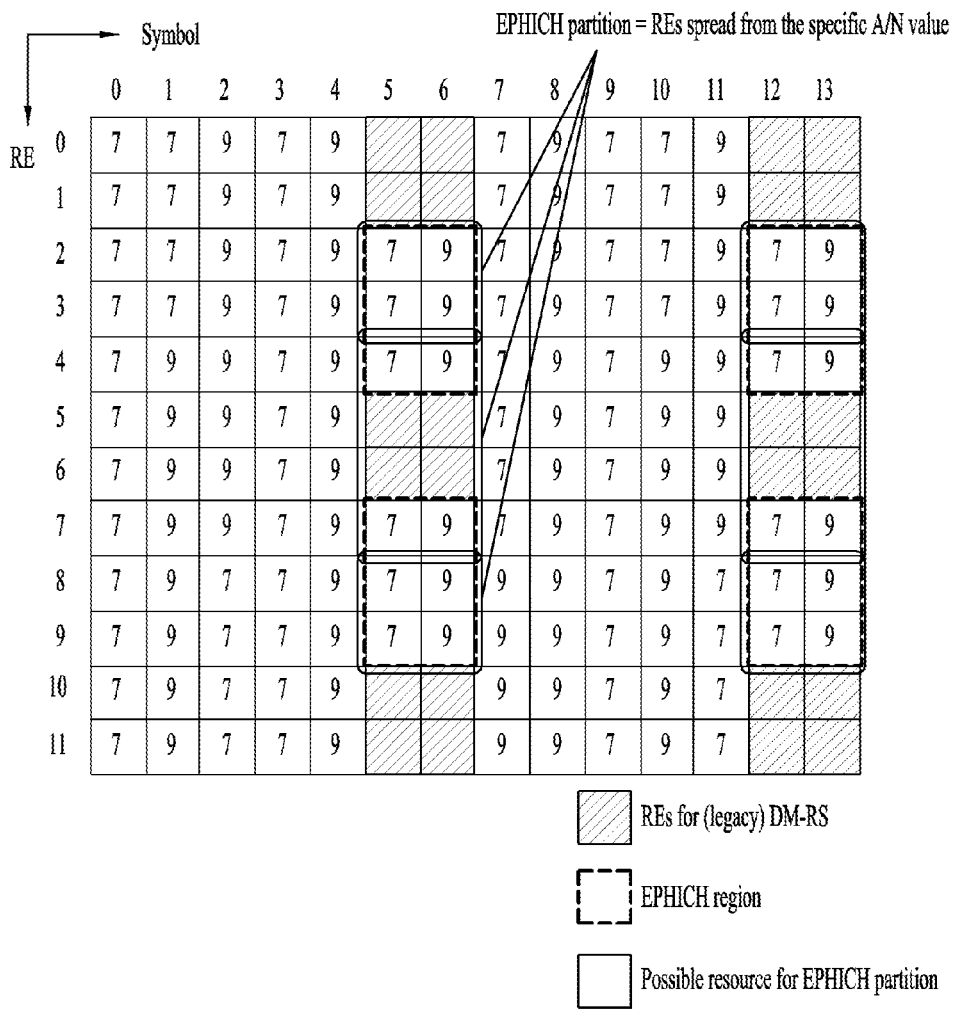 EPHICH partition = REs spread from the specific A/N value
Symbol
0 1 2 3 4 5 6 7 8 9 10 11 12 13
RE
0 7 7 9 7 9 7 9 7 7 9
1 7 7 9 7 9 7 9 7 7 9
2 7 7 9 7 9 7 9 7 9 7 7 9 7 9
3 7 7 9 7 9 7 9 7 9 7 7 9 7 9
4 7 9 9 7 9 7 9 7 9 7 9 9 7 9
5 7 9 9 7 9 7 9 7 9 9
6 7 9 9 7 9 7 9 7 9 9
7 7 9 9 7 9 7 9 7 9 7 9 9 7 9
8 7 9 7 7 9 7 9 9 9 7 9 7 7 9
9 7 9 7 7 9 7 9 9 9 7 9 7 7 9
10 7 9 7 7 9 9 9 7 9 7
11 7 9 7 7 9 9 9 7 9 7
REs for (legacy) DM-RS
EPHICH region
Possible resource for EPHICH partition